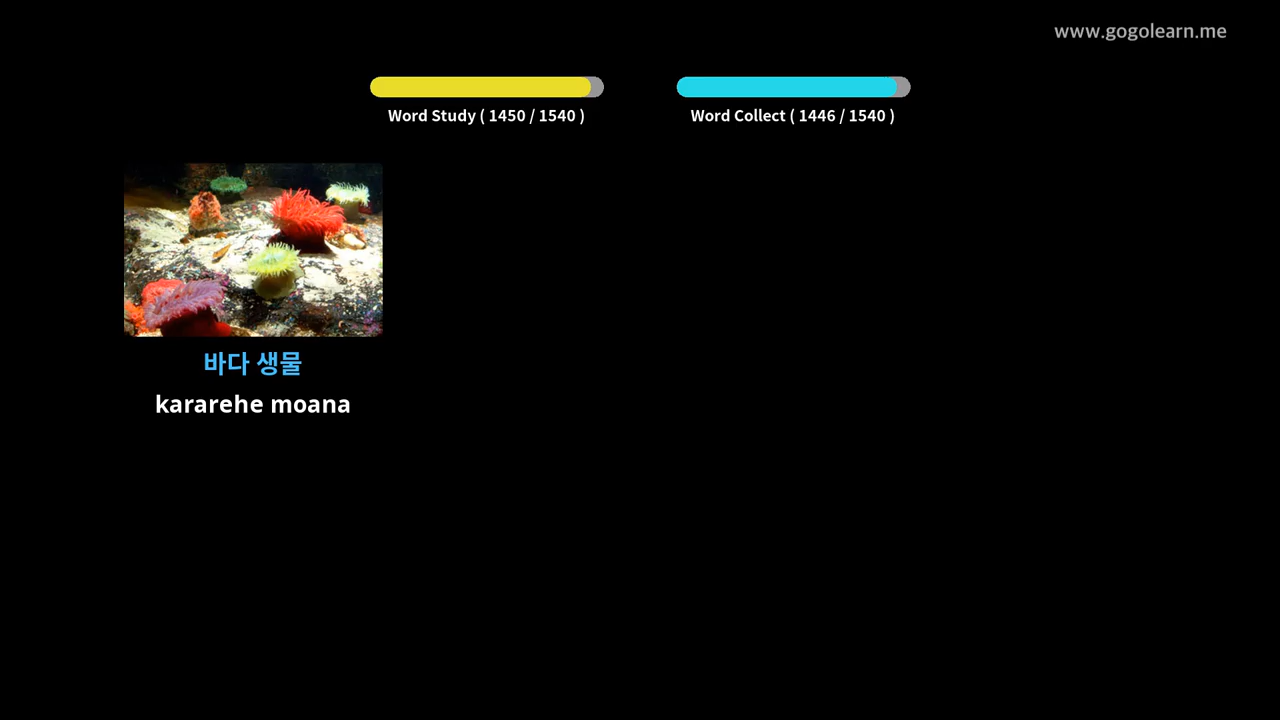 www.gogolearn.me
Word Study ( 1450 / 1540 )
Word Collect ( 1446 / 1540 )
바다 생물
kararehe moana